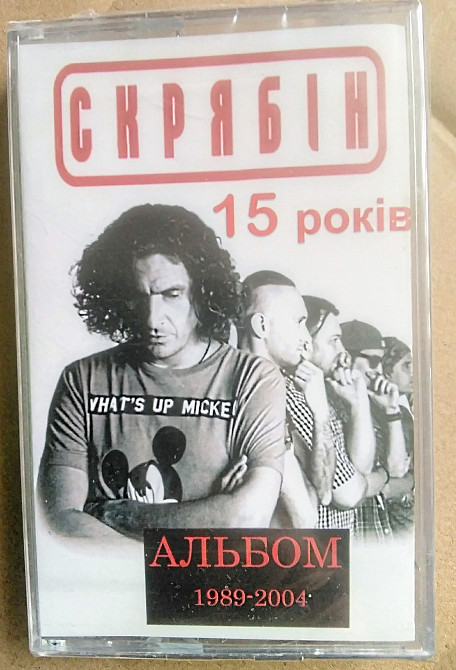 СКРЯБІН
15 років
WHAT'S UP MICKE
АЛЬБОМ
1989-2004